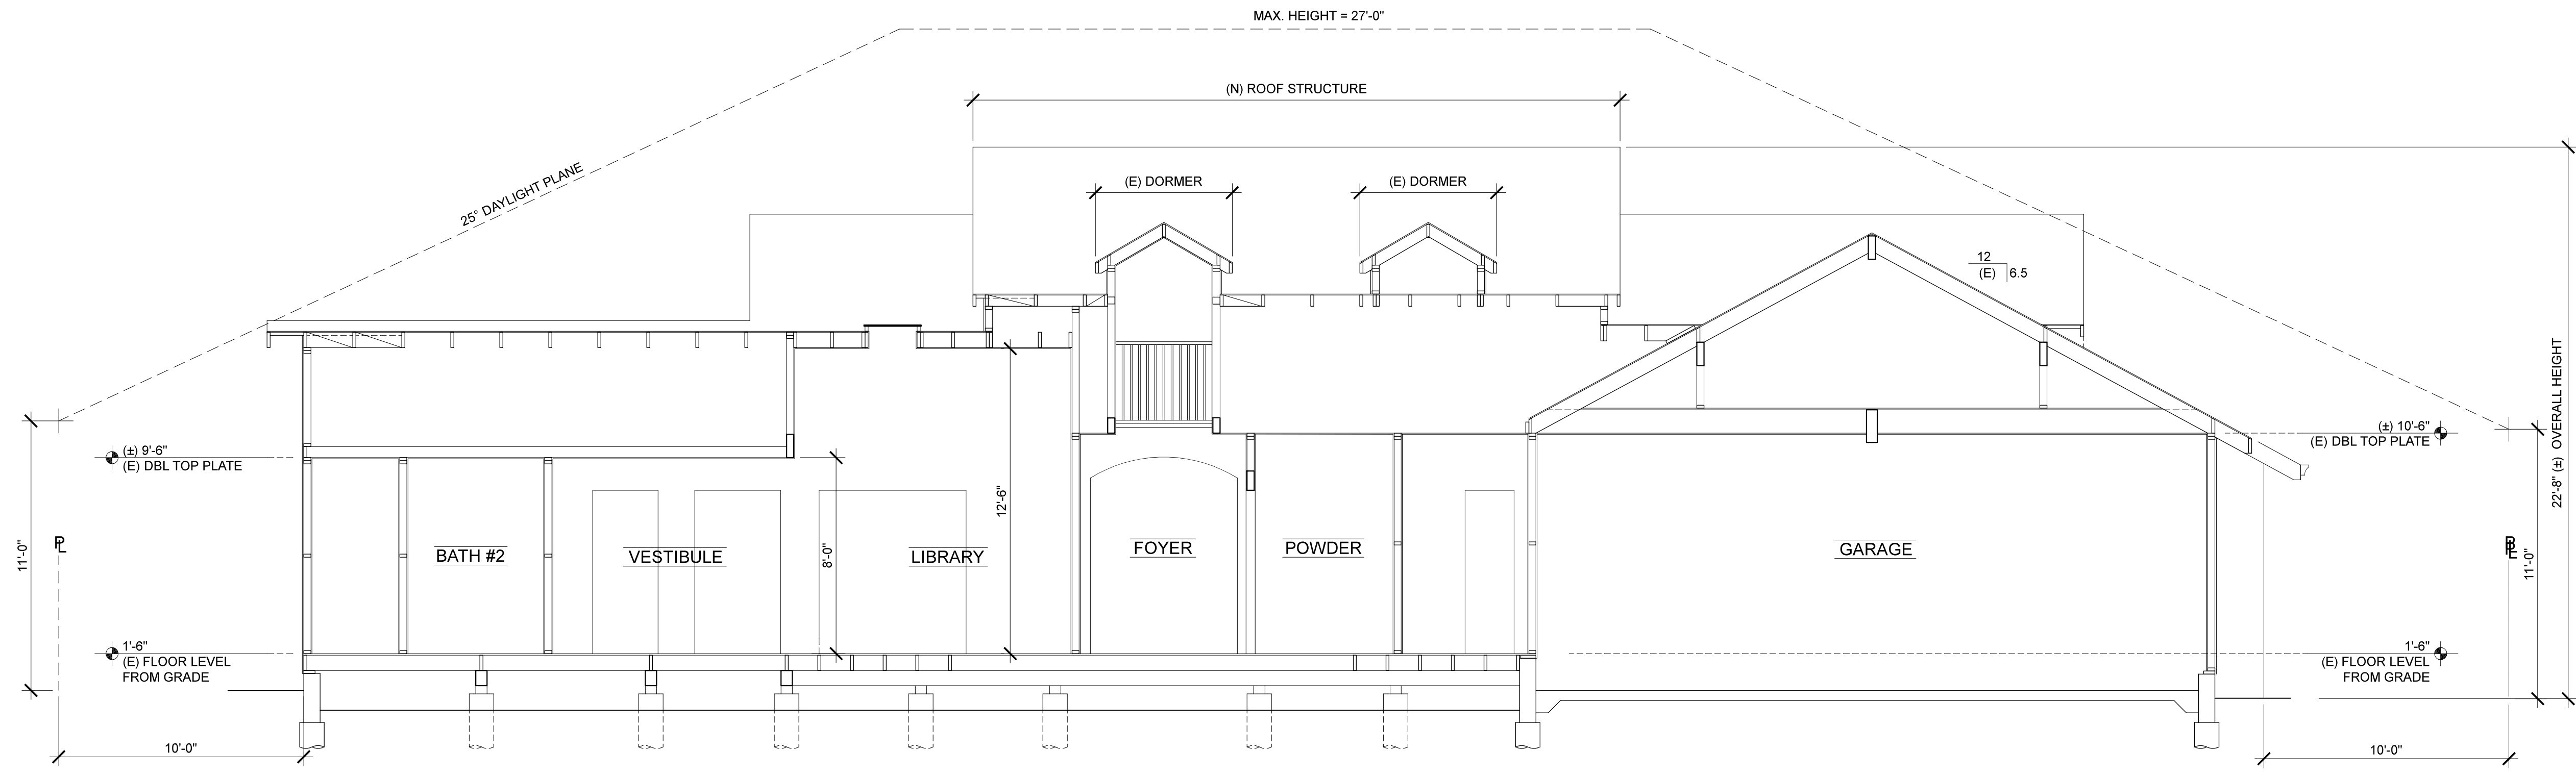 MAX. HEIGHT = 27'-0"
(N) ROOF STRUCTURE
25° DAYLIGHT PLANE
(E) DORMER
(E) DORMER
12
(E) 6.5
22'-8" (±) OVERALL HEIGHT
(±) 9'-6"
(E) DBL TOP PLATE
(±) 10'-6"
(E) DBL TOP PLATE
11'-0"
PL
BATH #2
VESTIBULE
8'-0"
LIBRARY
12'-6"
FOYER
POWDER
GARAGE
PL
11'-0"
1'-6"
(E) FLOOR LEVEL
FROM GRADE
1'-6"
(E) FLOOR LEVEL
FROM GRADE
10'-0"
10'-0"